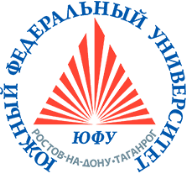 ЮЖНЫЙ ФЕДЕРАЛЬНЫЙ УНИВЕРСИТЕТ
ЮФУ
РОСТОВ-НА-ДОНУ-ТАГАНРОГ